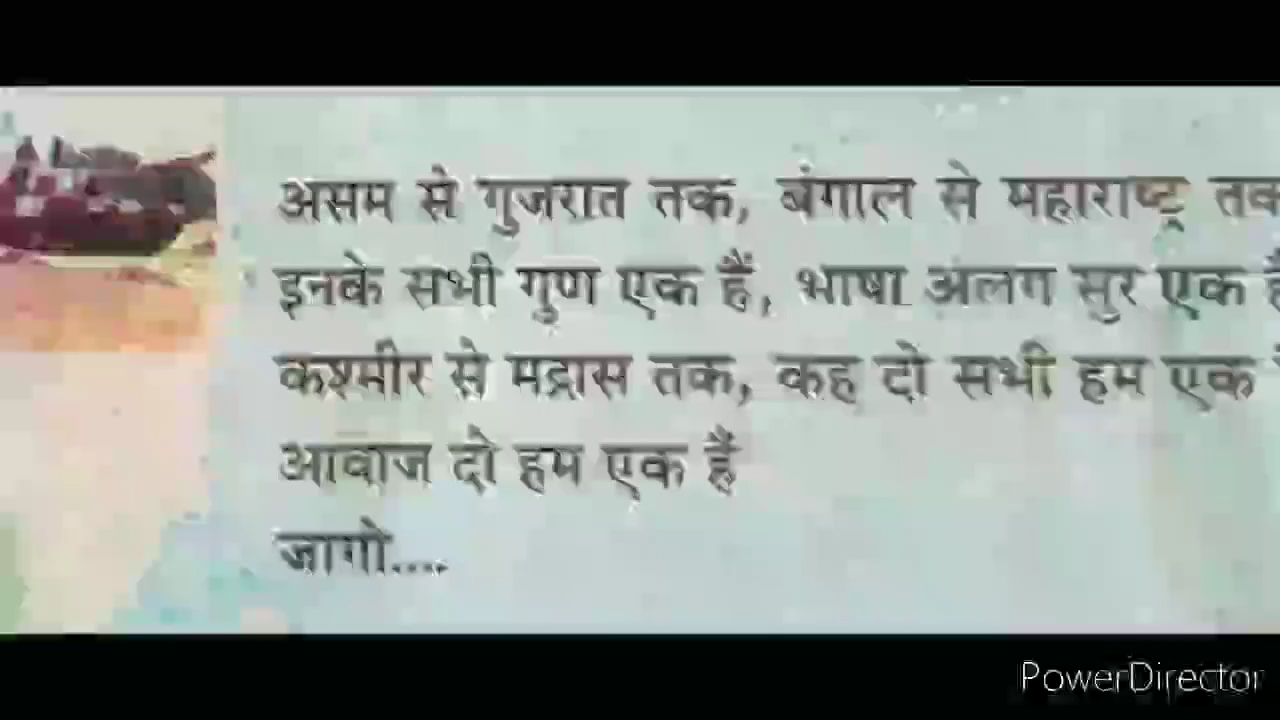 असम से गुजरात तक, बंगाल से महाराष्ट्र तक
इनके सभी गुण एक हैं, भाषा अलग सुर एक
कश्मीर से मद्रास तक, कह दो सभी हम एक
आवाज दो हम एक हैं
जागो....
PowerDirector